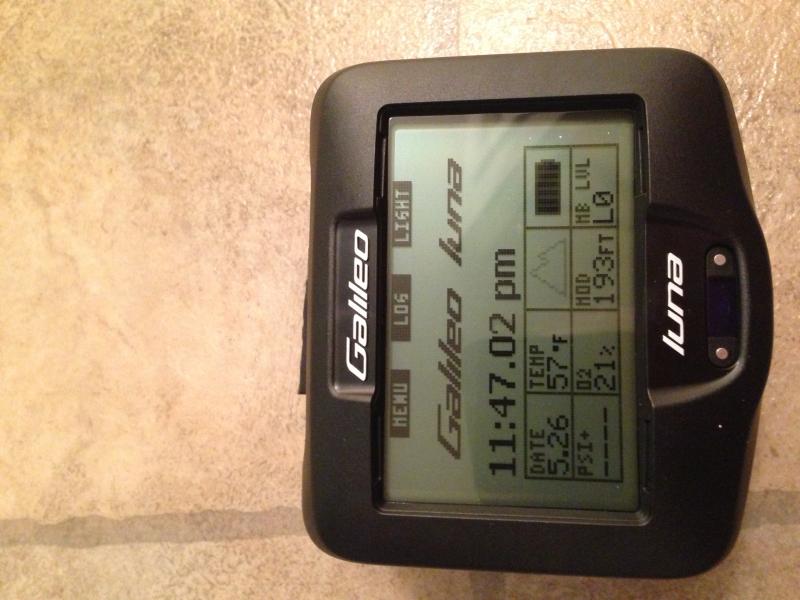 Galileo
MENU LOG LIGHT
Galileo luna
11:47.02 pm
DATE TEMP
5.26 57°F
PSI+ O2 MOD MB LVL
---- 21% 193FT L0
luna